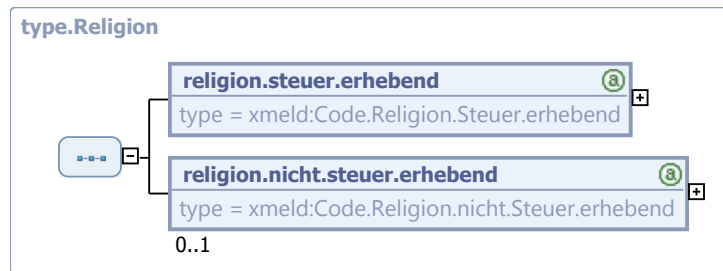 type.Religion
religion.steuer.erhebend
type = xmeld:Code.Religion.Steuer.erhebend
religion.nicht.steuer.erhebend
type = xmeld:Code.Religion.nicht.Steuer.erhebend
0..1